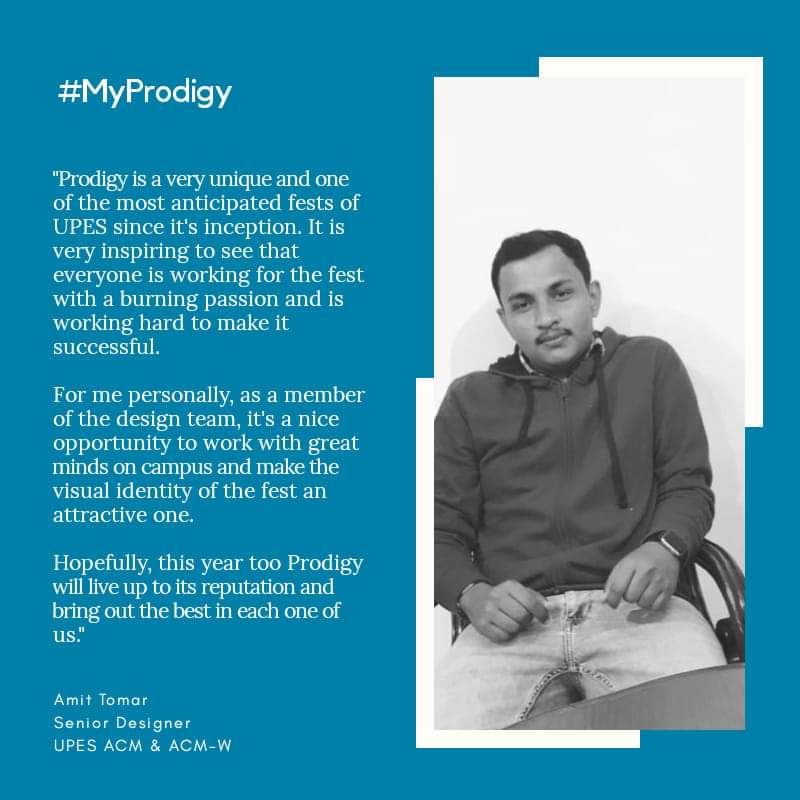 #MyProdigy
"Prodigy is a very unique and one
of the most anticipated fests of
UPES since it's inception. It is
very inspiring to see that
everyone is working for the fest
with a burning passion and is
working hard to make it
successful.
For me personally, as a member
of the design team, it's a nice
opportunity to work with great
minds on campus and make the
visual identity of the fest an
attractive one.
Hopefully, this year too Prodigy
will live up to its reputation and
bring out the best in each one of
us."
Amit Tomar
Senior Designer
UPES ACM & ACM-W